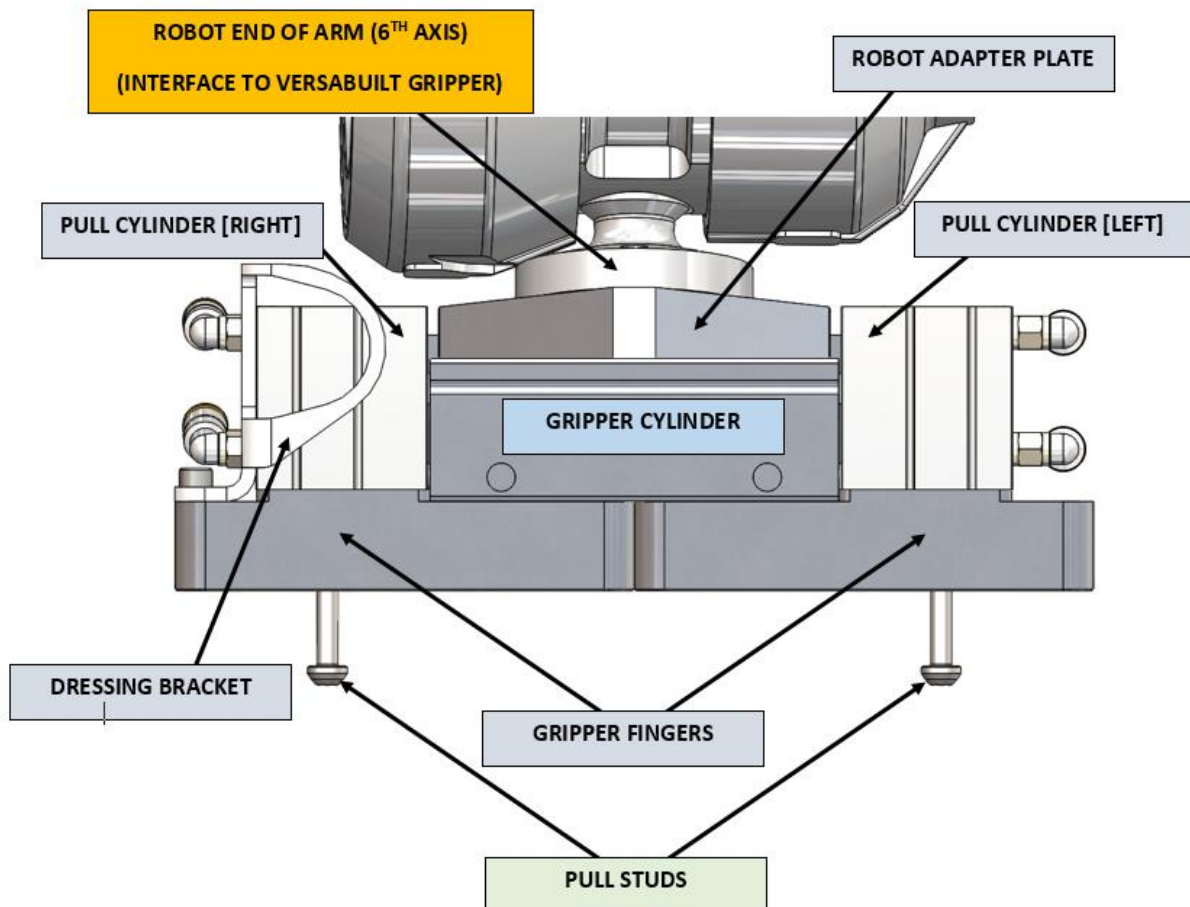 ROBOT END OF ARM (6TH AXIS)
(INTERFACE TO VERSABUILT GRIPPER)
ROBOT ADAPTER PLATE
PULL CYLINDER [RIGHT]
PULL CYLINDER [LEFT]
GRIPPER CYLINDER
DRESSING BRACKET
GRIPPER FINGERS
PULL STUDS